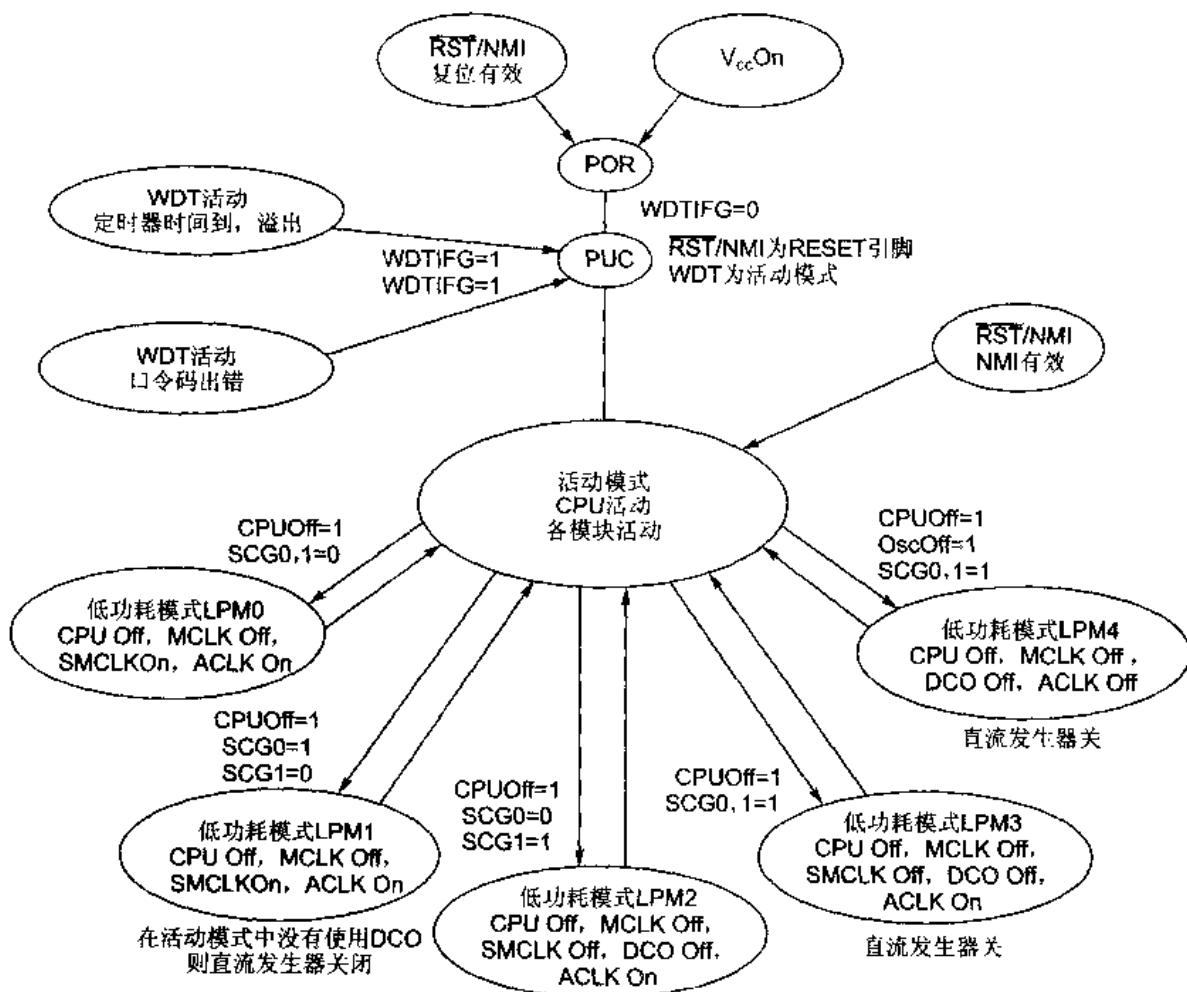 RST/NMI
复位有效
VccOn
POR
WDTIFG=0
WDT活动
定时器时间到，溢出
WDTIFG=1
WDTIFG=1
PUC
RST/NMI为RESET引脚
WDT为活动模式
WDT活动
口令码出错
RST/NMI
NMI有效
活动模式
CPU活动
各模块活动
CPUOff=1
SCG0,1=0
CPUOff=1
OscOff=1
SCG0,1=1
低功耗模式LPM0
CPU Off，MCLK Off，
SMCLKOn，ACLK On
低功耗模式LPM4
CPU Off，MCLK Off，
DCO Off，ACLK Off
直流发生器关
CPUOff=1
SCG0=1
SCG1=0
CPUOff=1
SCG0=0
SCG1=1
CPUOff=1
SCG0,1=1
低功耗模式LPM1
CPU Off，MCLK Off，
SMCLKOn，ACLK On
在活动模式中没有使用DCO
则直流发生器关闭
低功耗模式LPM2
CPU Off，MCLK Off，
SMCLK Off，DCO Off，
ACLK On
低功耗模式LPM3
CPU Off，MCLK Off，
SMCLK Off，DCO Off，
ACLK On
直流发生器关